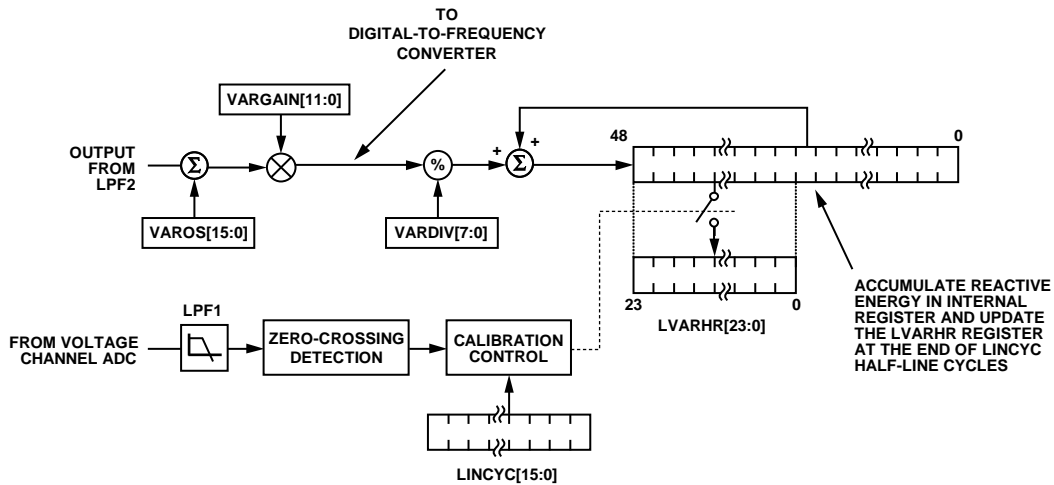 TO
DIGITAL-TO-FREQUENCY
CONVERTER
VARGAIN[11:0]
OUTPUT
FROM
LPF2
Σ
%
+
Σ
+
48
0
VAROS[15:0]
VARDIV[7:0]
23
0
LVARHR[23:0]
ACCUMULATE REACTIVE
ENERGY IN INTERNAL
REGISTER AND UPDATE
THE LVARHR REGISTER
AT THE END OF LINCYC
HALF-LINE CYCLES
LPF1
FROM VOLTAGE
CHANNEL ADC
ZERO-CROSSING
DETECTION
CALIBRATION
CONTROL
LINCYC[15:0]